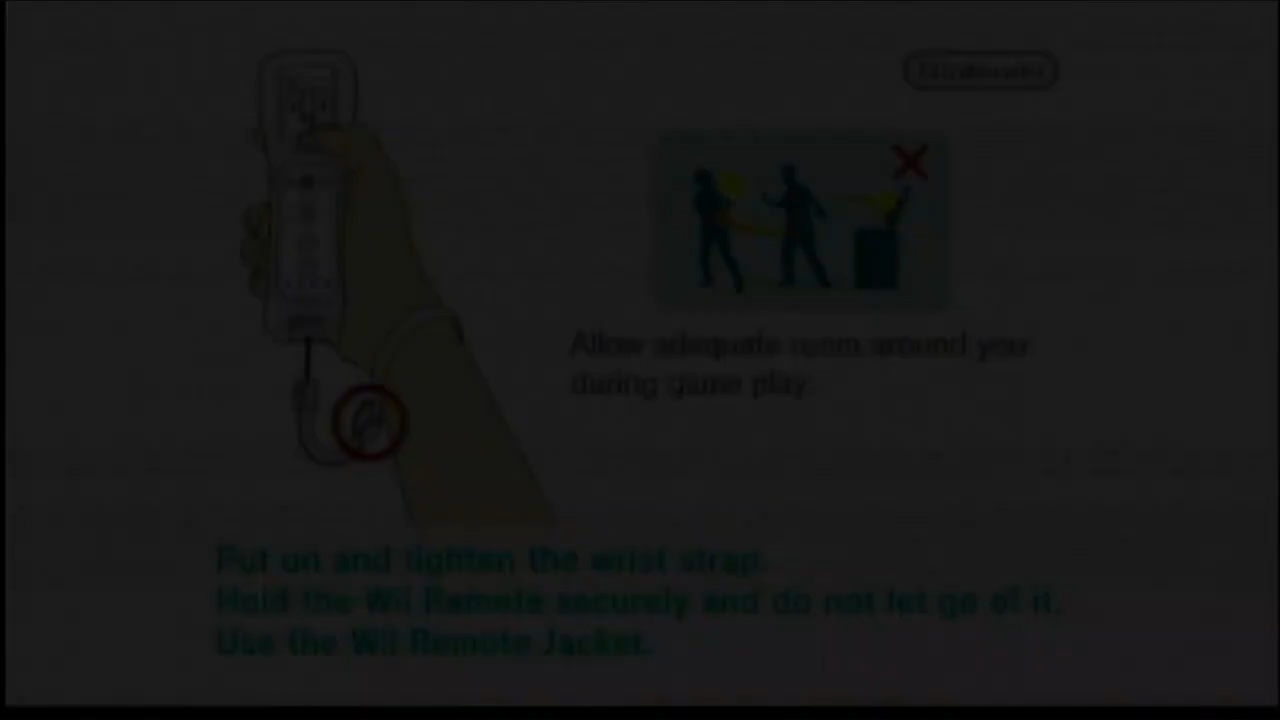 Nintendo
Allow adequate room around you
during game play.
Put on and tighten the wrist strap.
Hold the Wii Remote securely and do not let go of it.
Use the Wii Remote Jacket.